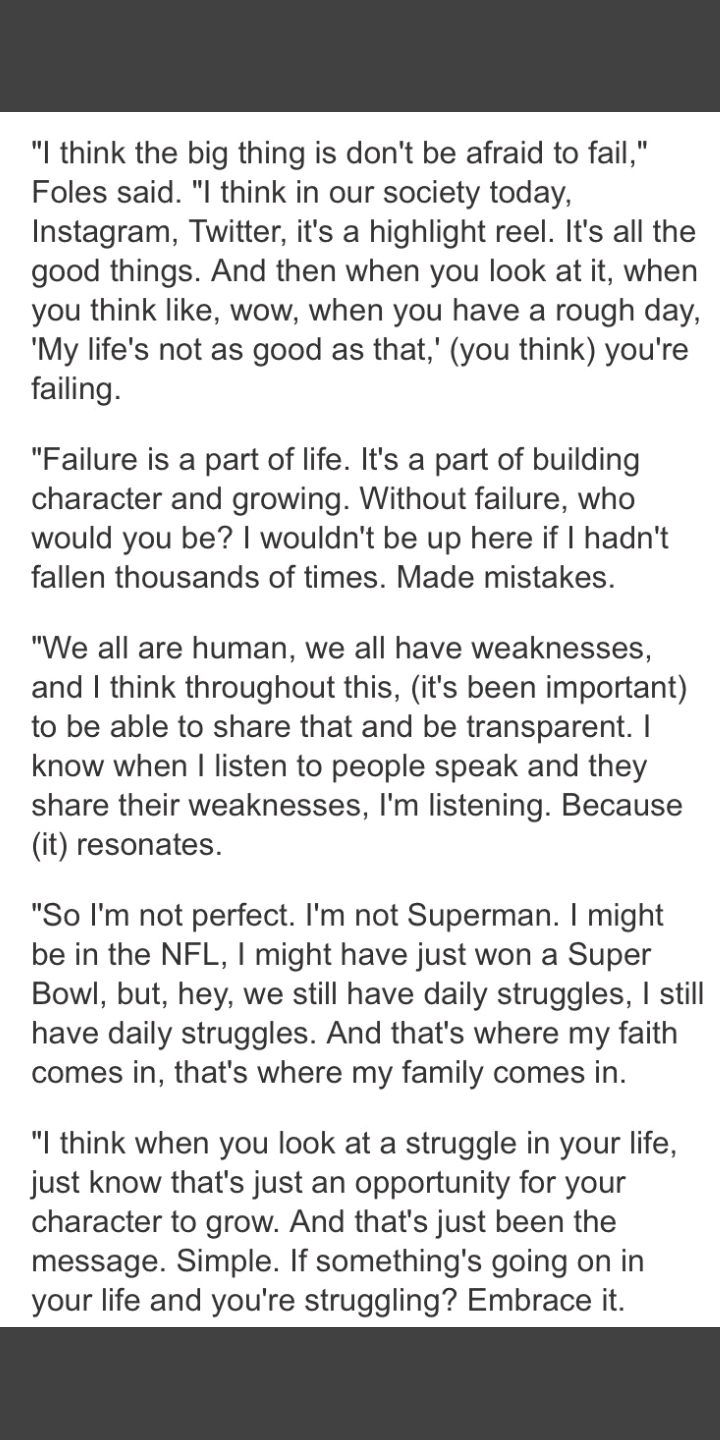 "I think the big thing is don't be afraid to fail,"
Foles said. "I think in our society today,
Instagram, Twitter, it's a highlight reel. It's all the
good things. And then when you look at it, when
you think like, wow, when you have a rough day,
'My life's not as good as that,' (you think) you're
failing.
"Failure is a part of life. It's a part of building
character and growing. Without failure, who
would you be? I wouldn't be up here if I hadn't
fallen thousands of times. Made mistakes.
"We all are human, we all have weaknesses,
and I think throughout this, (it's been important)
to be able to share that and be transparent. I
know when I listen to people speak and they
share their weaknesses, I'm listening. Because
(it) resonates.
"So I'm not perfect. I'm not Superman. I might
be in the NFL, I might have just won a Super
Bowl, but, hey, we still have daily struggles, I still
have daily struggles. And that's where my faith
comes in, that's where my family comes in.
"I think when you look at a struggle in your life,
just know that's just an opportunity for your
character to grow. And that's just been the
message. Simple. If something's going on in
your life and you're struggling? Embrace it.